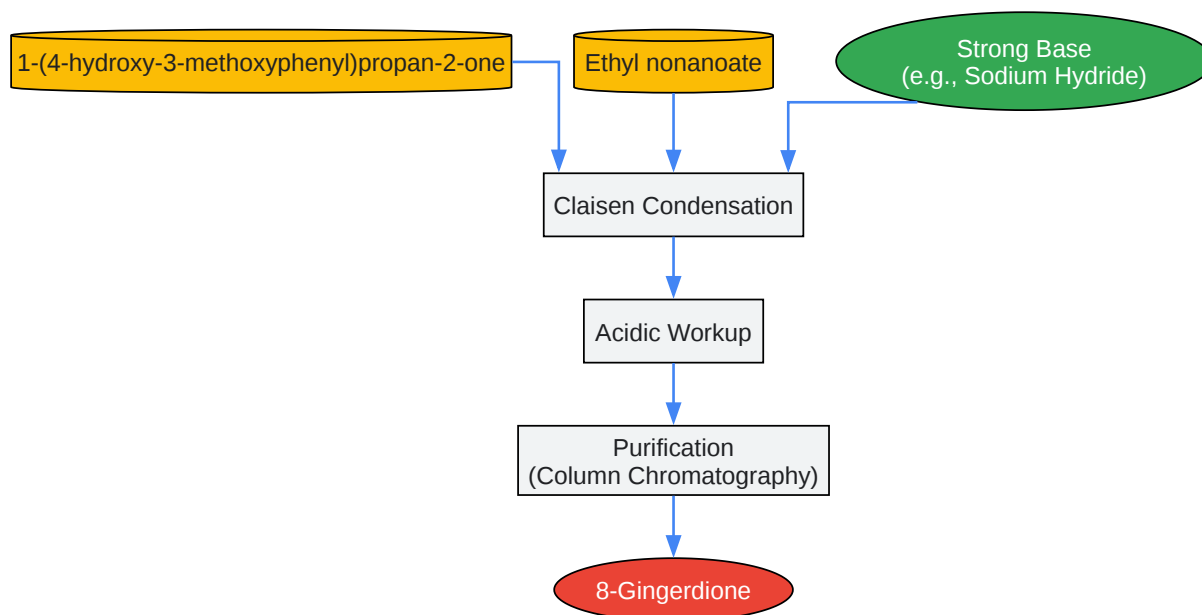 1-(4-hydroxy-3-methoxyphenyl)propan-2-one
Ethyl nonanoate
Strong Base
(e.g., Sodium Hydride)
Claisen Condensation
Acidic Workup
Purification
(Column Chromatography)
8-Gingerdione